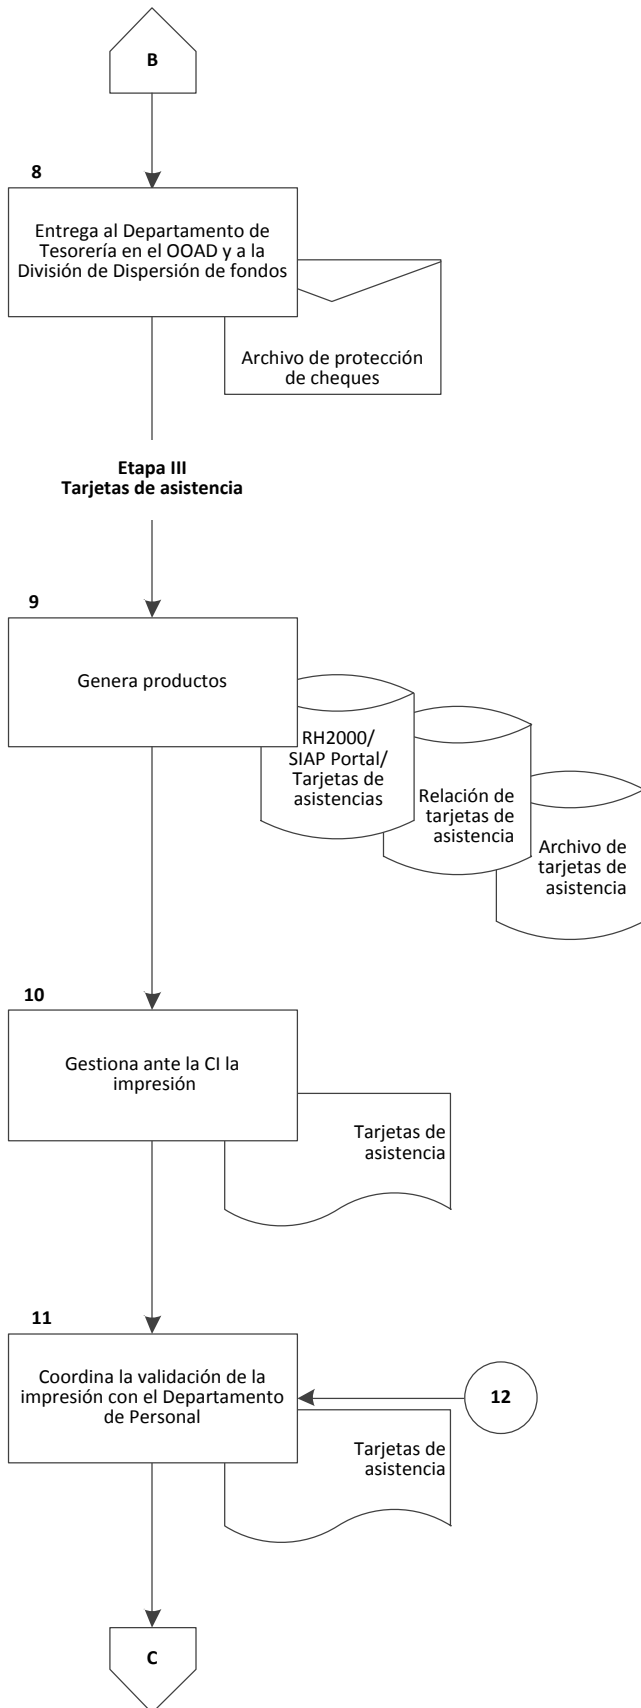 B
8
Entrega al Departamento de
Tesorería en el OOAD y a la
División de Dispersión de fondos
Archivo de protección
de cheques
Etapa III
Tarjetas de asistencia
9
Genera productos
RH2000/
SIAP Portal/
Tarjetas de
asistencias
Relación de
tarjetas de
asistencia
Archivo de
tarjetas de
asistencia
10
Gestiona ante la CI la
impresión
Tarjetas de
asistencia
11
Coordina la validación de la
impresión con el Departamento
de Personal
12
Tarjetas de
asistencia
C